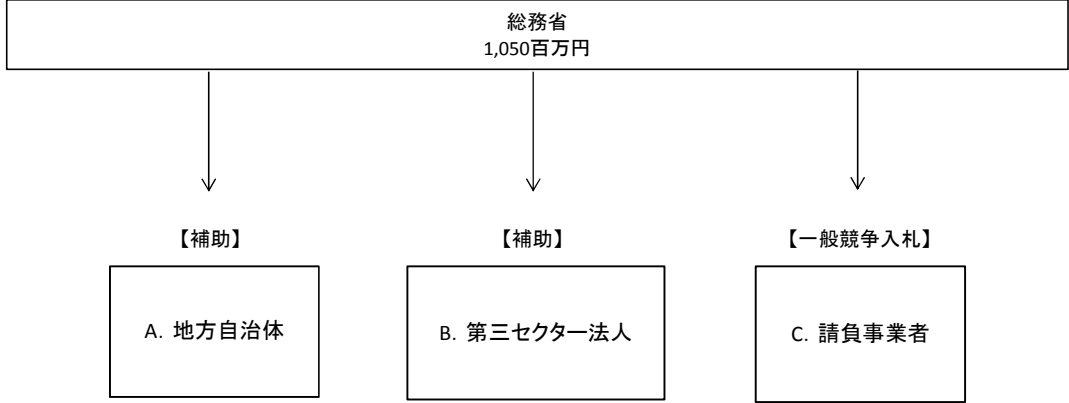 総務省
1,050百万円
【補助】
【補助】
【一般競争入札】
A. 地方自治体
B. 第三セクター法人
C. 請負事業者